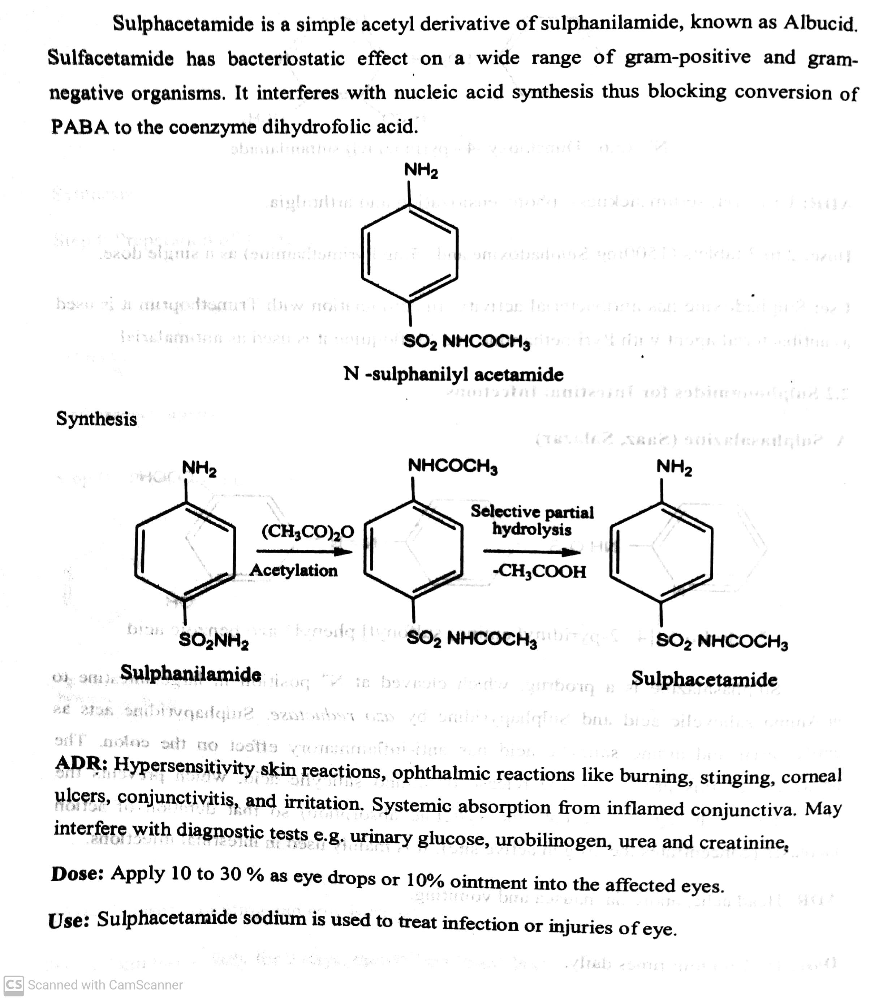 Sulphacetamide is a simple acetyl derivative of sulphanilamide, known as Albucid.
Sulfacetamide has bacteriostatic effect on a wide range of gram-positive and gram-
negative organisms. It interferes with nucleic acid synthesis thus blocking conversion of
PABA to the coenzyme dihydrofolic acid.
NH₂
SO₂ NHCOCH₃
N -sulphanilyl acetamide
Synthesis
NH₂
SO₂NH₂
Sulphanilamide
(CH₃CO)₂O
Acetylation
NHCOCH₃
SO₂ NHCOCH₃
Selective partial
hydrolysis
-CH₃COOH
NH₂
SO₂ NHCOCH₃
Sulphacetamide
ADR: Hypersensitivity skin reactions, ophthalmic reactions like burning, stinging, corneal
ulcers, conjunctivitis, and irritation. Systemic absorption from inflamed conjunctiva. May
interfere with diagnostic tests e.g. urinary glucose, urobilinogen, urea and creatinine;
Dose: Apply 10 to 30 % as eye drops or 10% ointment into the affected eyes.
Use: Sulphacetamide sodium is used to treat infection or injuries of eye.
CS Scanned with CamScanner